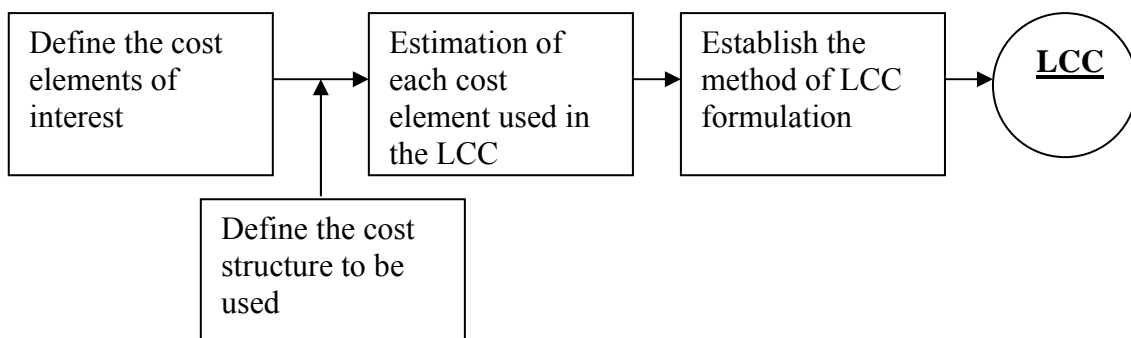 Define the cost
elements of
interest
Estimation of
each cost
element used in
the LCC
Establish the
method of LCC
formulation
LCC
Define the cost
structure to be
used